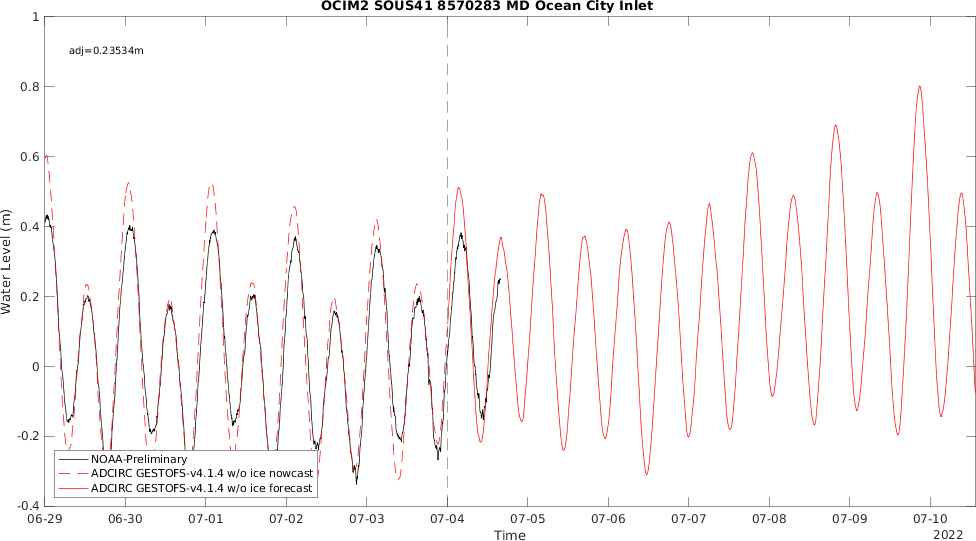 OCIM2 SOUS41 8570283 MD Ocean City Inlet
1
adj=0.23534m
0.8
0.6
0.4
0.2
0
-0.2
-0.4
Water Level (m)
NOAA-Preliminary
ADCIRC GESTOFS-v4.1.4 w/o ice nowcast
ADCIRC GESTOFS-v4.1.4 w/o ice forecast
06-29 06-30 07-01 07-02 07-03 07-04 07-05 07-06 07-07 07-08 07-09 07-10
Time
2022